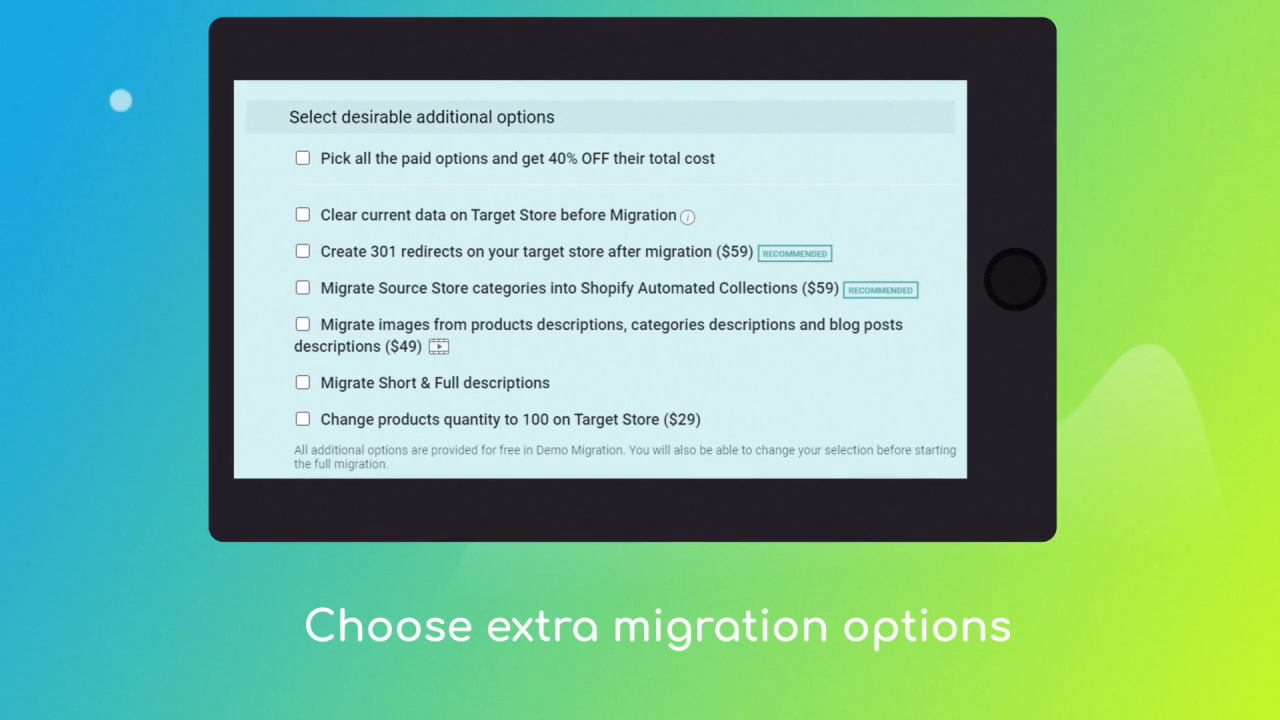 Select desirable additional options
Pick all the paid options and get 40% OFF their total cost
Clear current data on Target Store before Migration i
Create 301 redirects on your target store after migration ($59) RECOMMENDED
Migrate Source Store categories into Shopify Automated Collections ($59) RECOMMENDED
Migrate images from products descriptions, categories descriptions and blog posts
descriptions ($49)
Migrate Short & Full descriptions
Change products quantity to 100 on Target Store ($29)
All additional options are provided for free in Demo Migration. You will also be able to change your selection before starting
the full migration.
Choose extra migration options